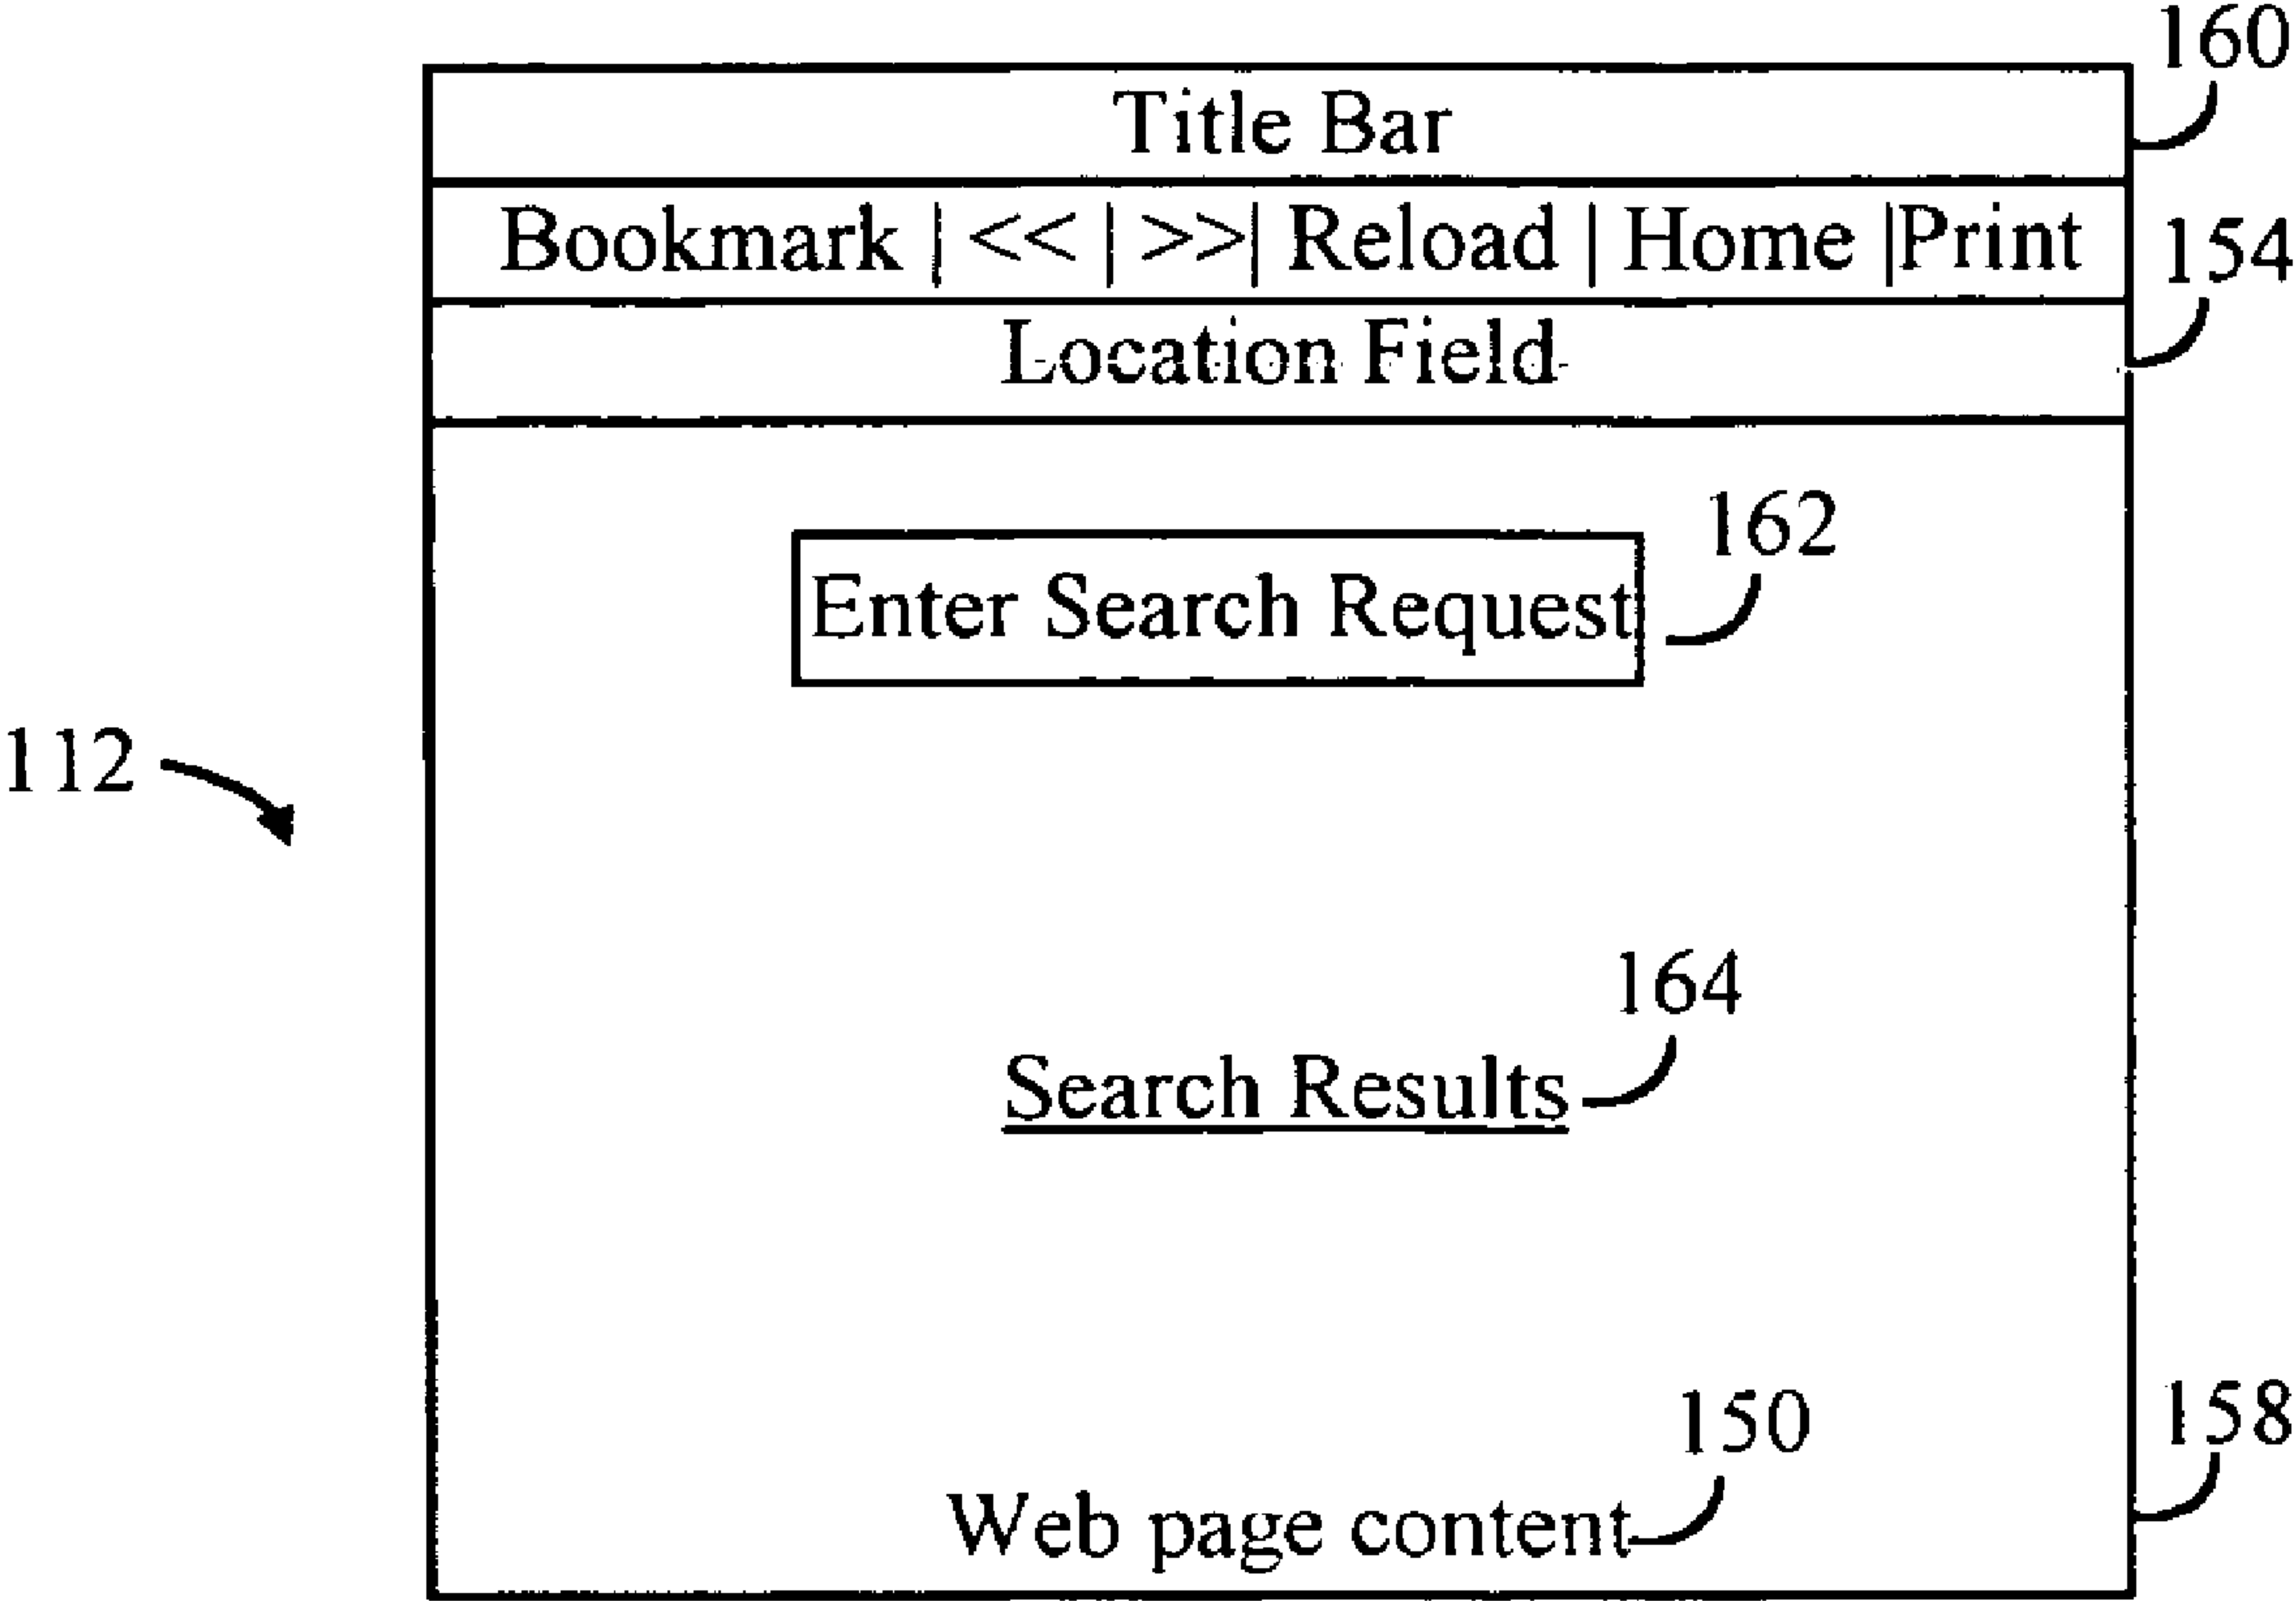 160
Title Bar
Bookmark | << | >> | Reload | Home | Print
154
Location Field
162
Enter Search Request
112
164
Search Results
150
158
Web page content